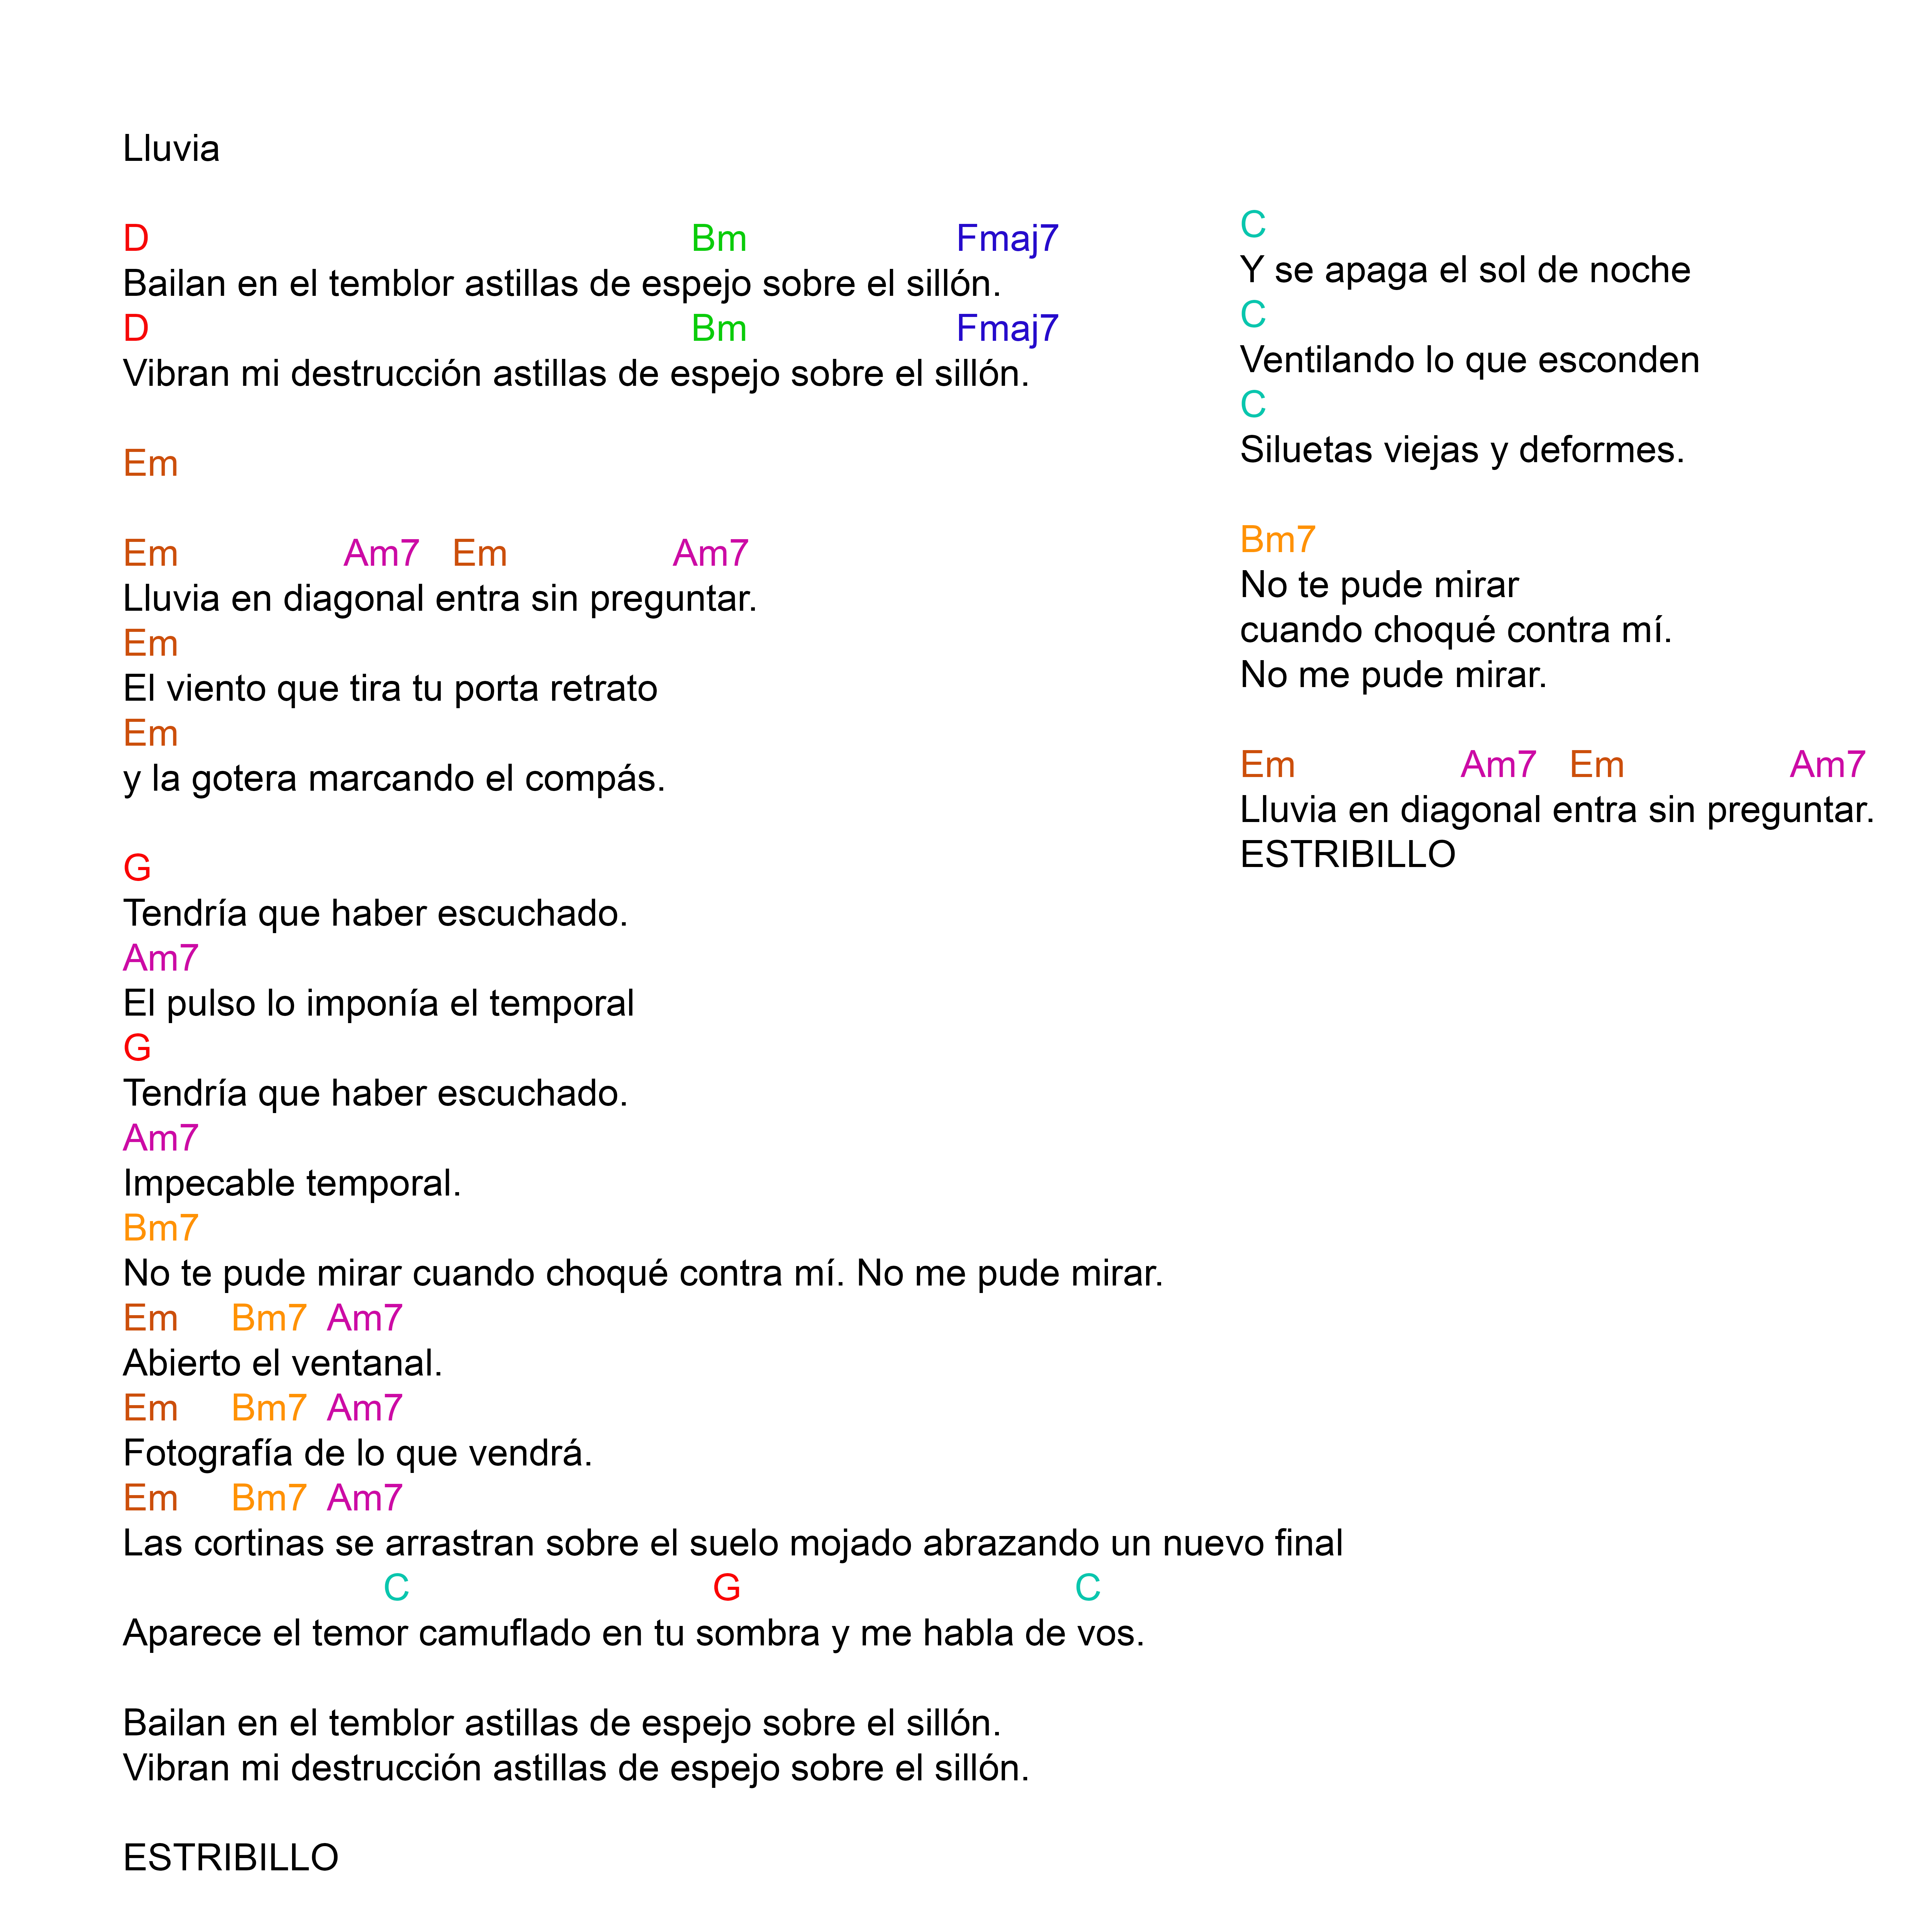 Lluvia
D Bm Fmaj7
Bailan en el temblor astillas de espejo sobre el sillón.
D Bm Fmaj7
Vibran mi destrucción astillas de espejo sobre el sillón.
Em
Em Am7 Em Am7
Lluvia en diagonal entra sin preguntar.
Em
El viento que tira tu porta retrato
Em
y la gotera marcando el compás.
G
Tendría que haber escuchado.
Am7
El pulso lo imponía el temporal
G
Tendría que haber escuchado.
Am7
Impecable temporal.
Bm7
No te pude mirar cuando choqué contra mí. No me pude mirar.
Em Bm7 Am7
Abierto el ventanal.
Em Bm7 Am7
Fotografía de lo que vendrá.
Em Bm7 Am7
Las cortinas se arrastran sobre el suelo mojado abrazando un nuevo final
C G C
Aparece el temor camuflado en tu sombra y me habla de vos.
Bailan en el temblor astillas de espejo sobre el sillón.
Vibran mi destrucción astillas de espejo sobre el sillón.
ESTRIBILLO
C
Y se apaga el sol de noche
C
Ventilando lo que esconden
C
Siluetas viejas y deformes.
Bm7
No te pude mirar
cuando choqué contra mí.
No me pude mirar.
Em Am7 Em Am7
Lluvia en diagonal entra sin preguntar.
ESTRIBILLO